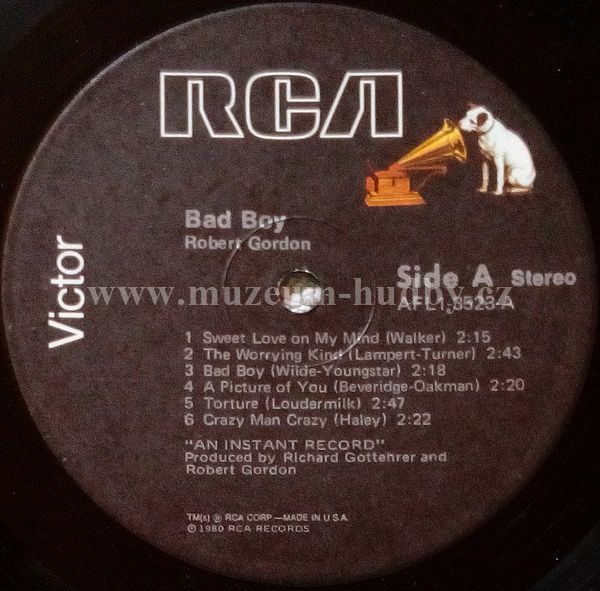 RCA
Victor
Bad Boy
Robert Gordon
Side A Stereo
AFL1-3523-A
www.muzeum-hudby.cz
1 Sweet Love on My Mind (Walker) 2:15
2 The Worrying Kind (Lampert-Turner) 2:43
3 Bad Boy (Wilde-Youngstar) 2:18
4 A Picture of You (Beveridge-Oakman) 2:20
5 Torture (Loudermilk) 2:47
6 Crazy Man Crazy (Haley) 2:22
"AN INSTANT RECORD"
Produced by Richard Gottehrer and
Robert Gordon
TM(s) ® RCA CORP—MADE IN U.S.A.
℗ 1980 RCA RECORDS